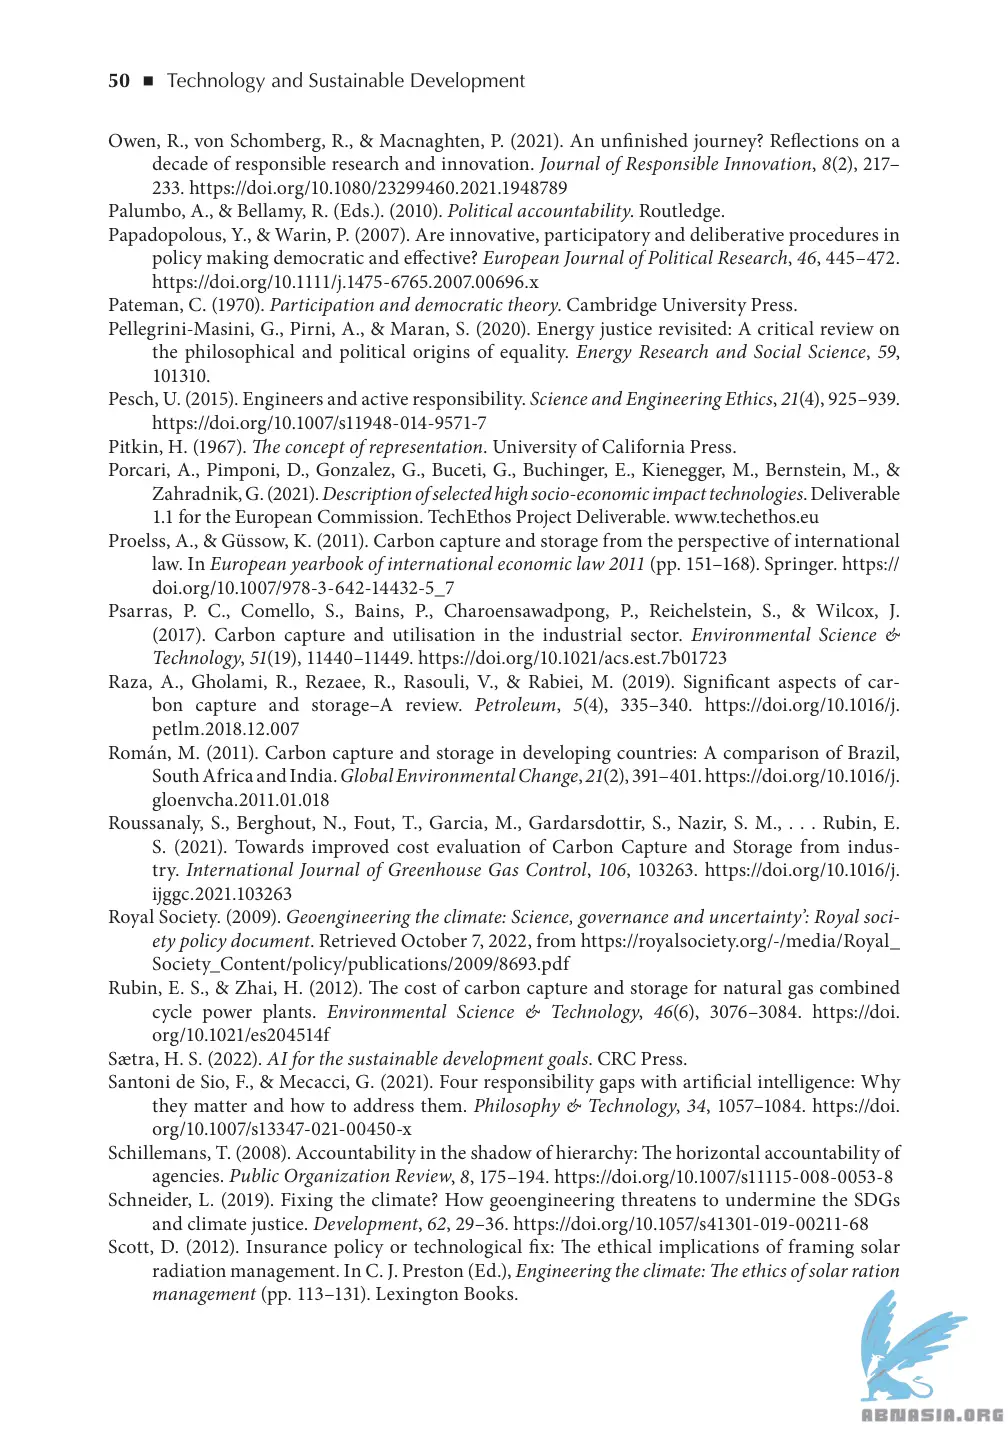 50 ■ Technology and Sustainable Development
Owen, R., von Schomberg, R., & Macnaghten, P. (2021). An unfinished journey? Reflections on a
decade of responsible research and innovation. Journal of Responsible Innovation, 8(2), 217–
233. https://doi.org/10.1080/23299460.2021.1948789
Palumbo, A., & Bellamy, R. (Eds.). (2010). Political accountability. Routledge.
Papadopolous, Y., & Warin, P. (2007). Are innovative, participatory and deliberative procedures in
policy making democratic and effective? European Journal of Political Research, 46, 445–472.
https://doi.org/10.1111/j.1475-6765.2007.00696.x
Pateman, C. (1970). Participation and democratic theory. Cambridge University Press.
Pellegrini-Masini, G., Pirni, A., & Maran, S. (2020). Energy justice revisited: A critical review on
the philosophical and political origins of equality. Energy Research and Social Science, 59,
101310.
Pesch, U. (2015). Engineers and active responsibility. Science and Engineering Ethics, 21(4), 925–939.
https://doi.org/10.1007/s11948-014-9571-7
Pitkin, H. (1967). The concept of representation. University of California Press.
Porcari, A., Pimponi, D., Gonzalez, G., Buceti, G., Buchinger, E., Kienegger, M., Bernstein, M., &
Zahradnik, G. (2021). Description of selected high socio-economic impact technologies. Deliverable
1.1 for the European Commission. TechEthos Project Deliverable. www.techethos.eu
Proelss, A., & Güssow, K. (2011). Carbon capture and storage from the perspective of international
law. In European yearbook of international economic law 2011 (pp. 151–168). Springer. https://
doi.org/10.1007/978-3-642-14432-5_7
Psarras, P. C., Comello, S., Bains, P., Charoensawadpong, P., Reichelstein, S., & Wilcox, J.
(2017). Carbon capture and utilisation in the industrial sector. Environmental Science &
Technology, 51(19), 11440–11449. https://doi.org/10.1021/acs.est.7b01723
Raza, A., Gholami, R., Rezaee, R., Rasouli, V., & Rabiei, M. (2019). Significant aspects of car-
bon capture and storage–A review. Petroleum, 5(4), 335–340. https://doi.org/10.1016/j.
petlm.2018.12.007
Román, M. (2011). Carbon capture and storage in developing countries: A comparison of Brazil,
South Africa and India. Global Environmental Change, 21(2), 391–401. https://doi.org/10.1016/j.
gloenvcha.2011.01.018
Roussanaly, S., Berghout, N., Fout, T., Garcia, M., Gardarsdottir, S., Nazir, S. M., . . . Rubin, E.
S. (2021). Towards improved cost evaluation of Carbon Capture and Storage from indus-
try. International Journal of Greenhouse Gas Control, 106, 103263. https://doi.org/10.1016/j.
ijggc.2021.103263
Royal Society. (2009). Geoengineering the climate: Science, governance and uncertainty’: Royal soci-
ety policy document. Retrieved October 7, 2022, from https://royalsociety.org/-/media/Royal_
Society_Content/policy/publications/2009/8693.pdf
Rubin, E. S., & Zhai, H. (2012). The cost of carbon capture and storage for natural gas combined
cycle power plants. Environmental Science & Technology, 46(6), 3076–3084. https://doi.
org/10.1021/es204514f
Sætra, H. S. (2022). AI for the sustainable development goals. CRC Press.
Santoni de Sio, F., & Mecacci, G. (2021). Four responsibility gaps with artificial intelligence: Why
they matter and how to address them. Philosophy & Technology, 34, 1057–1084. https://doi.
org/10.1007/s13347-021-00450-x
Schillemans, T. (2008). Accountability in the shadow of hierarchy: The horizontal accountability of
agencies. Public Organization Review, 8, 175–194. https://doi.org/10.1007/s11115-008-0053-8
Schneider, L. (2019). Fixing the climate? How geoengineering threatens to undermine the SDGs
and climate justice. Development, 62, 29–36. https://doi.org/10.1057/s41301-019-00211-68
Scott, D. (2012). Insurance policy or technological fix: The ethical implications of framing solar
radiation management. In C. J. Preston (Ed.), Engineering the climate: The ethics of solar ration
management (pp. 113–131). Lexington Books.
ABNASIA.ORG